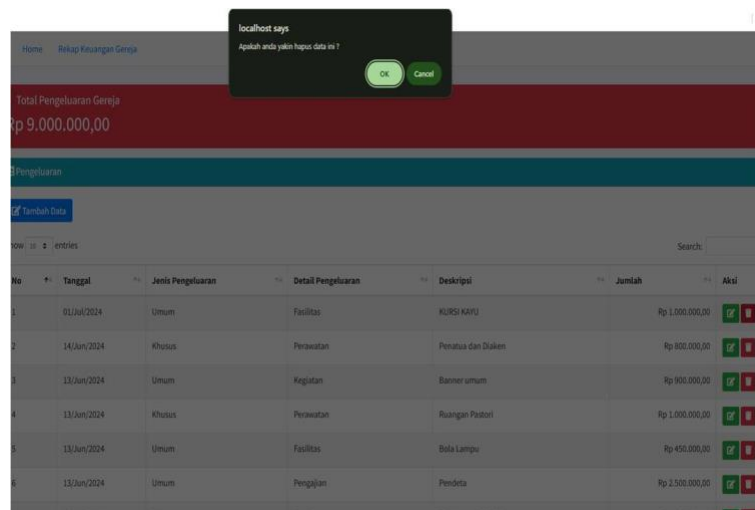 localhost says
Apakah anda yakin hapus data ini ?
OK Cancel
Home Rekap Keuangan Gereja
Total Pengeluaran Gereja
Rp 9.000.000,00
Pengeluaran
Tambah Data
how 10 entries Search:
No Tanggal Jenis Pengeluaran Detail Pengeluaran Deskripsi Jumlah Aksi
1 01/Jul/2024 Umum Fasilitas KURSI KAYU Rp 1.000.000,00
2 14/Jun/2024 Khusus Perawatan Penatua dan Diaken Rp 800.000,00
3 13/Jun/2024 Umum Kegiatan Banner umum Rp 900.000,00
4 13/Jun/2024 Khusus Perawatan Ruangan Pastori Rp 1.000.000,00
5 13/Jun/2024 Umum Fasilitas Bola Lampu Rp 450.000,00
6 13/Jun/2024 Umum Pengajian Pendeta Rp 2.500.000,00